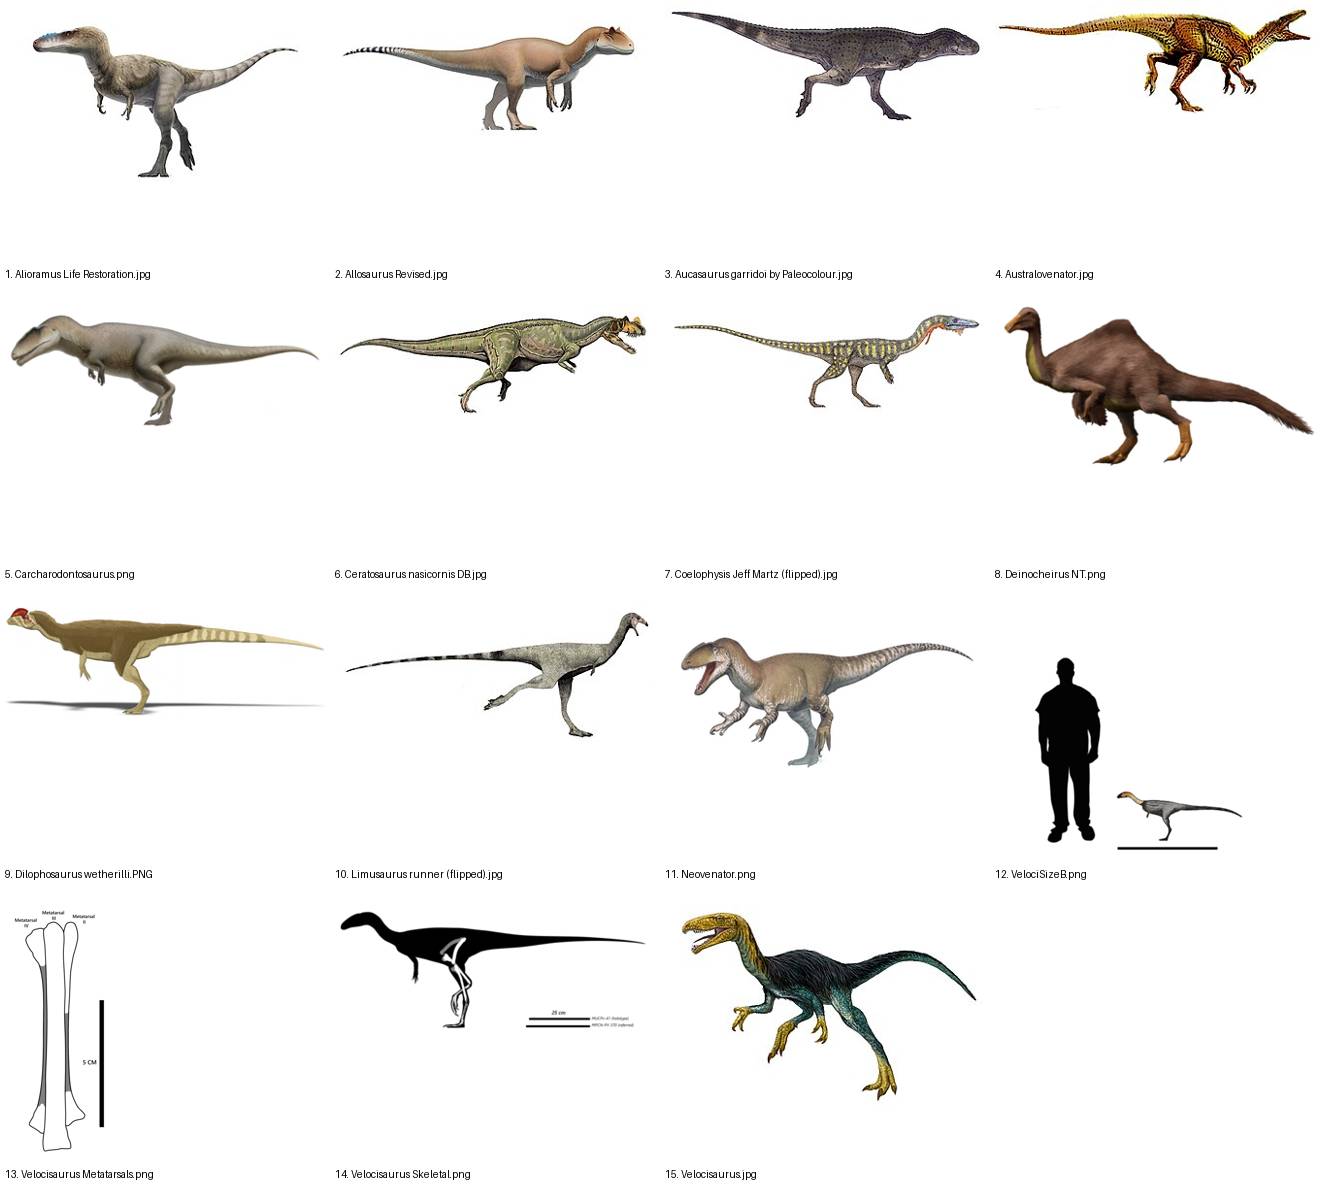 1. Alioramus Life Restoration.jpg
2. Allosaurus Revised.jpg
3. Aucasaurus garridoi by Paleocolour.jpg
4. Australovenator.jpg
5. Carcharodontosaurus.png
6. Ceratosaurus nasicornis DB.jpg
7. Coelophysis Jeff Martz (flipped).jpg
8. Deinocheirus NT.png
9. Dilophosaurus wetherilli.PNG
10. Limusaurus runner (flipped).jpg
11. Neovenator.png
12. VelociSizeB.png
Metatarsal IV
Metatarsal III
Metatarsal II
5 CM
25 cm
13. Velocisaurus Metatarsals.png
14. Velocisaurus Skeletal.png
15. Velocisaurus.jpg